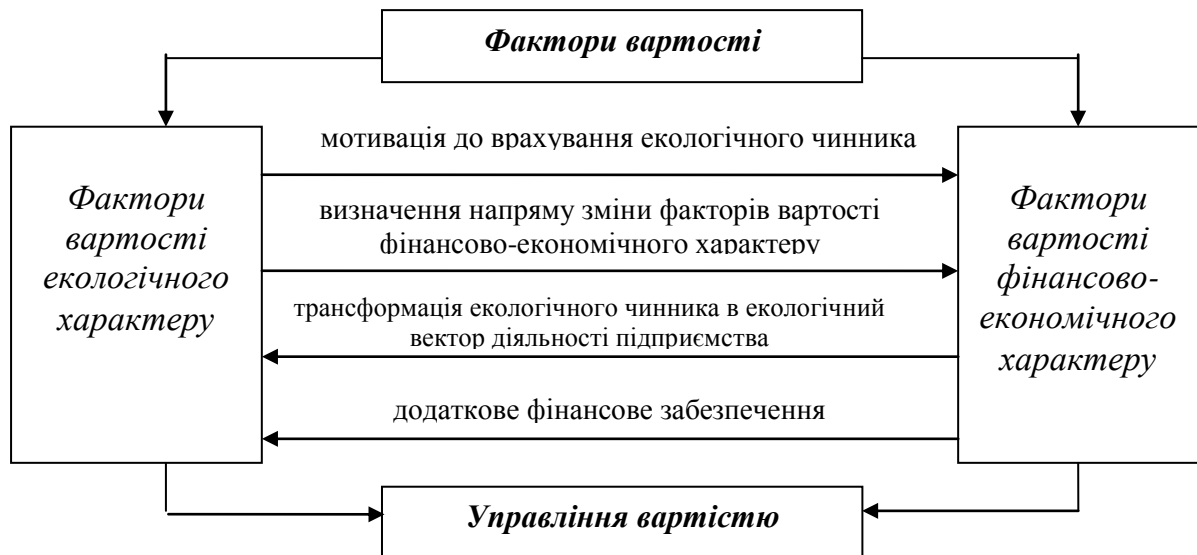 Фактори вартості
мотивація до врахування екологічного чинника
Фактори
вартості
екологічного
характеру
визначення напряму зміни факторів вартості
фінансово-економічного характеру
трансформація екологічного чинника в екологічний
вектор діяльності підприємства
додаткове фінансове забезпечення
Фактори
вартості
фінансово-
економічного
характеру
Управління вартістю